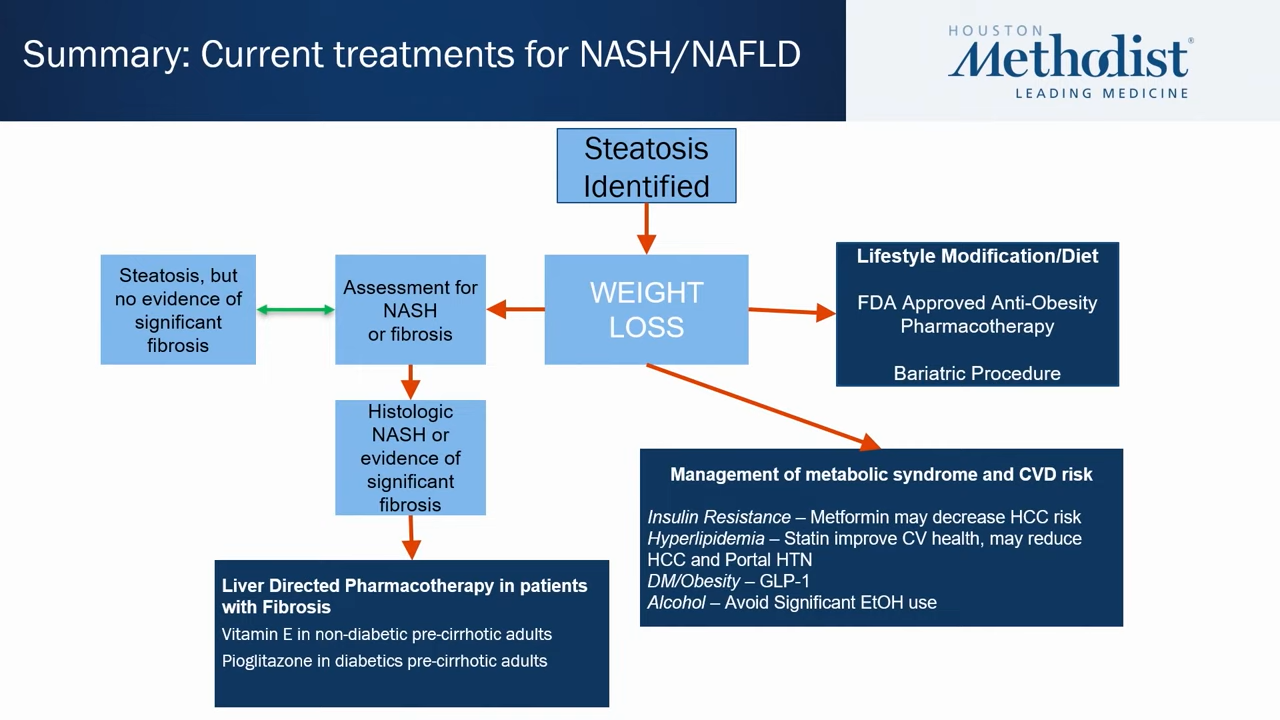 Summary: Current treatments for NASH/NAFLD
HOUSTON
Methodist®
LEADING MEDICINE
Steatosis
Identified
Steatosis, but
no evidence of
significant
fibrosis
Assessment for
NASH
or fibrosis
WEIGHT
LOSS
Lifestyle Modification/Diet
FDA Approved Anti-Obesity
Pharmacotherapy
Bariatric Procedure
Histologic
NASH or
evidence of
significant
fibrosis
Management of metabolic syndrome and CVD risk
Insulin Resistance – Metformin may decrease HCC risk
Hyperlipidemia – Statin improve CV health, may reduce
HCC and Portal HTN
DM/Obesity – GLP-1
Alcohol – Avoid Significant EtOH use
Liver Directed Pharmacotherapy in patients
with Fibrosis
Vitamin E in non-diabetic pre-cirrhotic adults
Pioglitazone in diabetics pre-cirrhotic adults